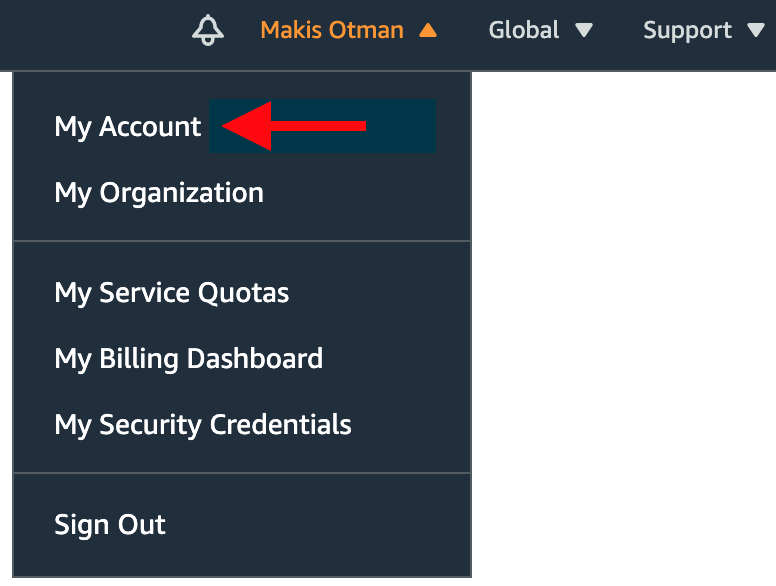 Makis Otman Global Support
My Account
My Organization
My Service Quotas
My Billing Dashboard
My Security Credentials
Sign Out